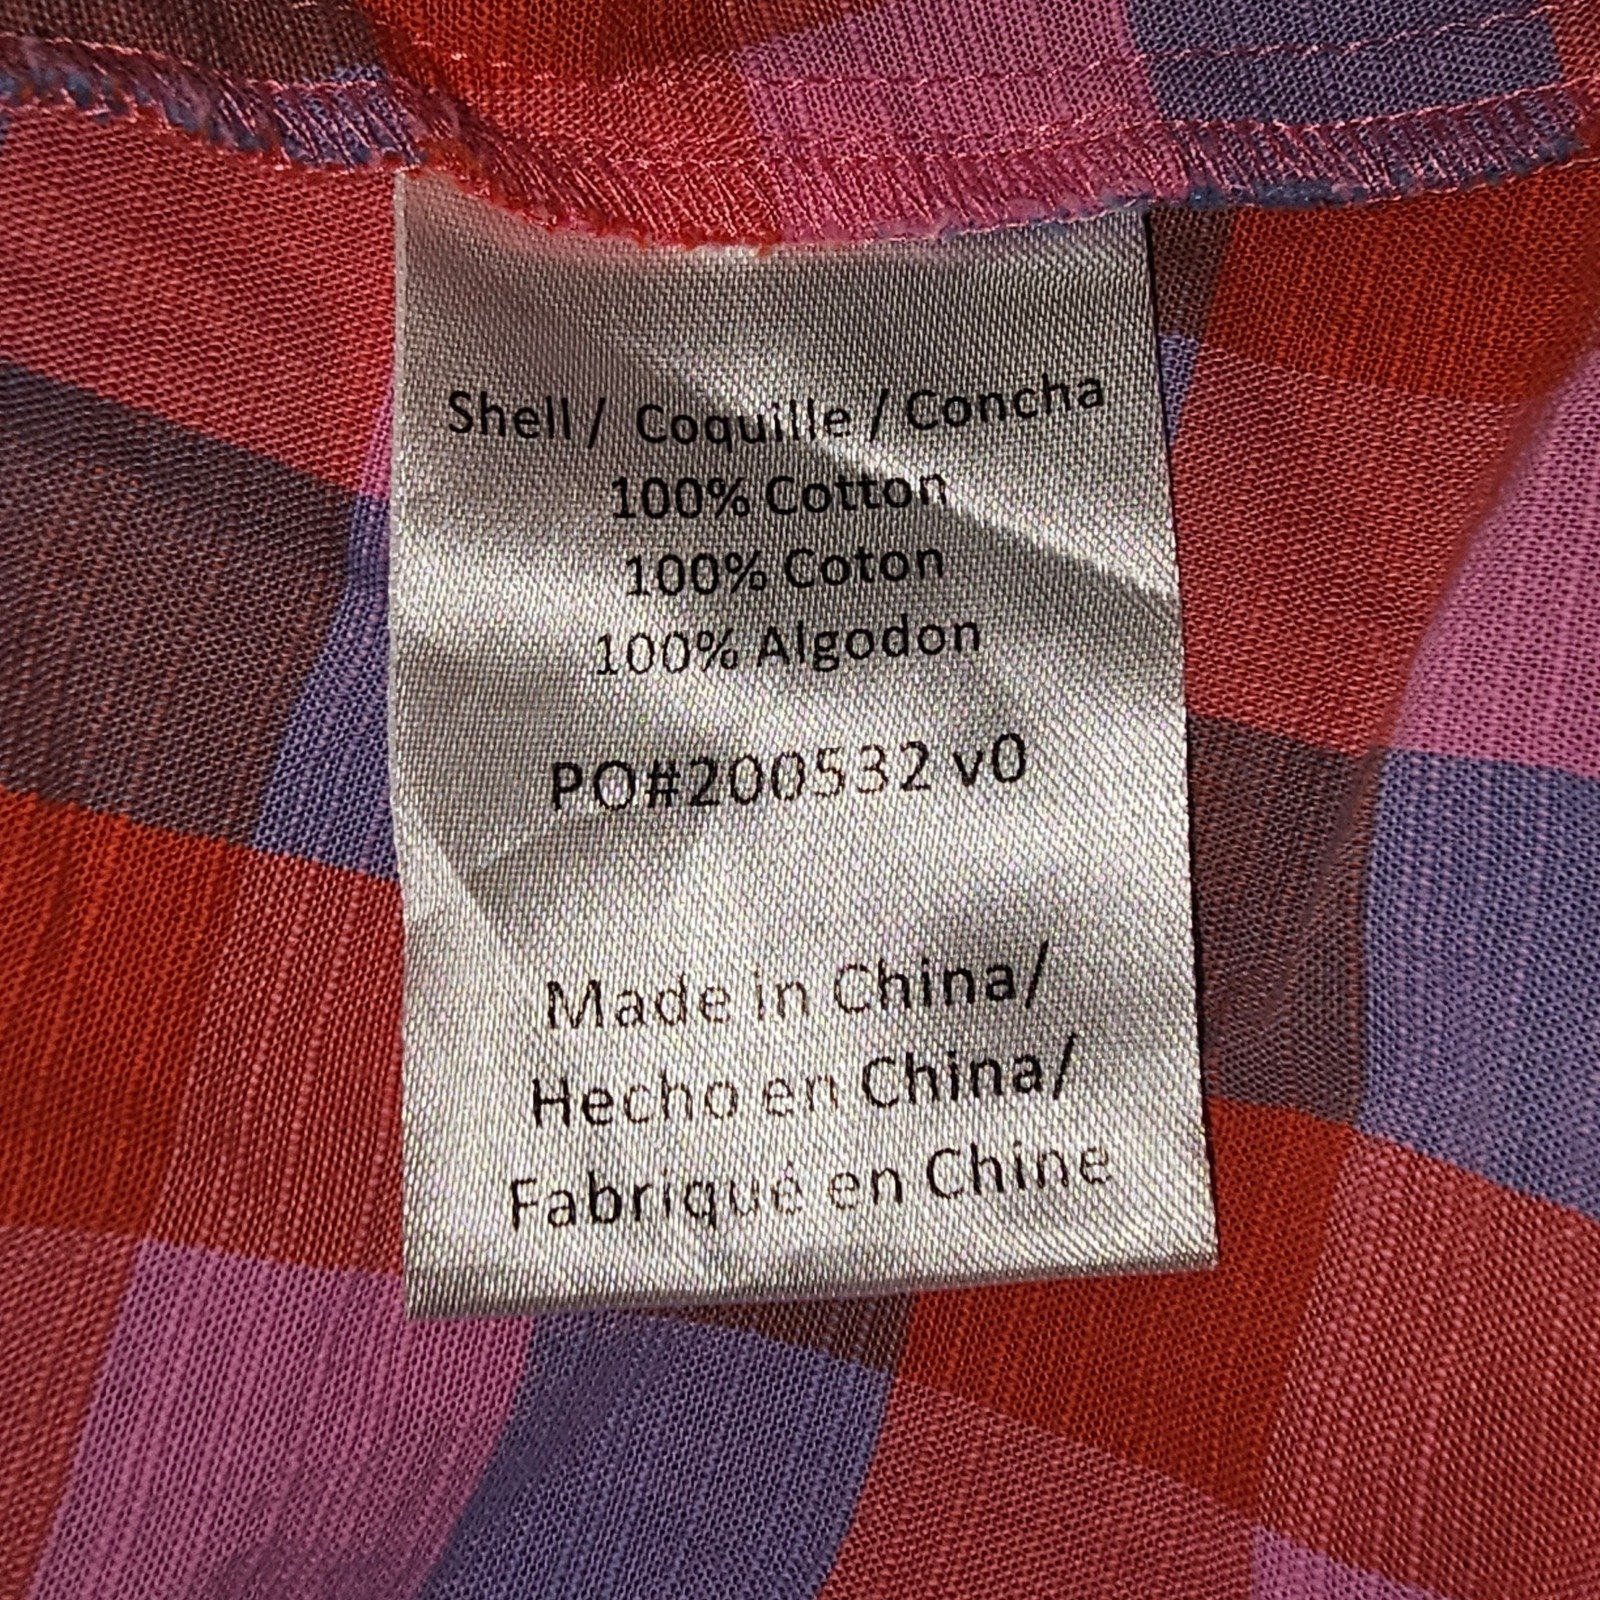 Shell / Coquille / Concha
100% Cotton
100% Coton
100% Algodon
PO#200532 v0
Made in China/
Hecho en China/
Fabriqué en Chine